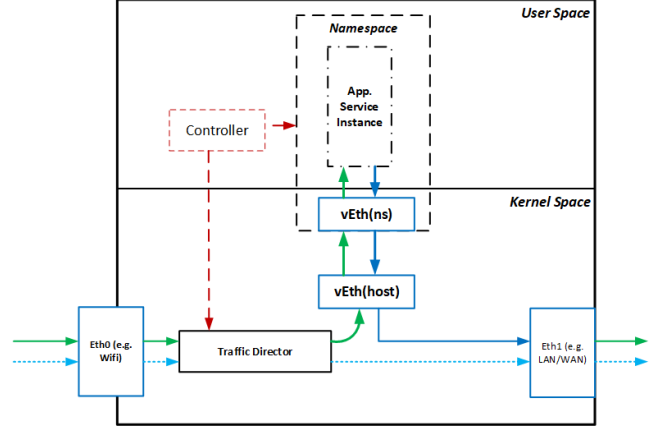 User Space
Namespace
App.
Service
Instance
Controller
Kernel Space
vEth(ns)
vEth(host)
Eth0 (e.g.
Wifi)
Traffic Director
Eth1 (e.g.
LAN/WAN)